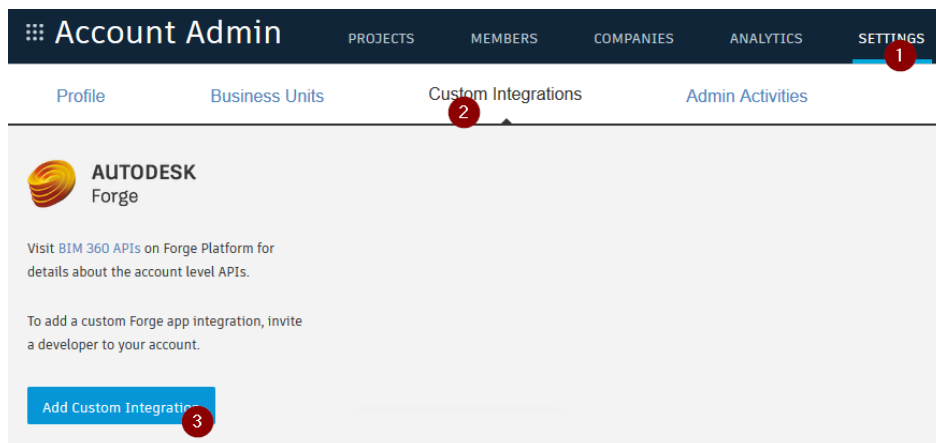 Account Admin PROJECTS MEMBERS COMPANIES ANALYTICS SETTINGS
1
Profile Business Units Custom Integrations Admin Activities
2
AUTODESK
Forge
Visit BIM 360 APIs on Forge Platform for
details about the account level APIs.
To add a custom Forge app integration, invite
a developer to your account.
Add Custom Integration
3